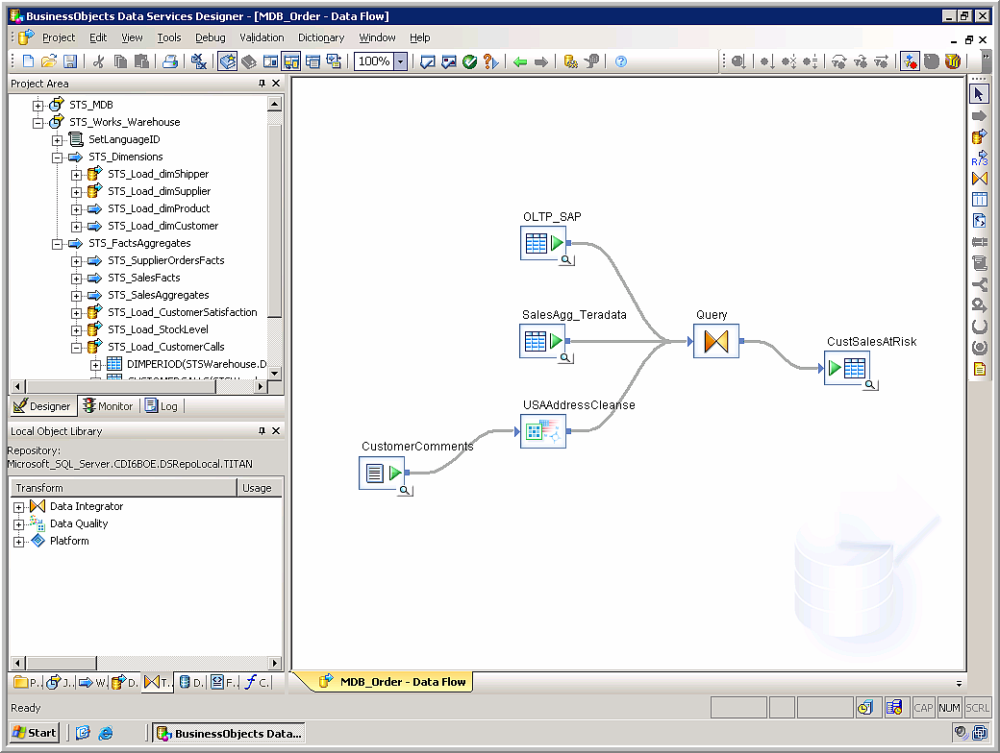 BusinessObjects Data Services Designer - [MDB_Order - Data Flow]
Project Edit View Tools Debug Validation Dictionary Window Help
100%
Project Area
STS_MDB
STS_Works_Warehouse
SetLanguageID
STS_Dimensions
STS_Load_dimShipper
STS_Load_dimSupplier
STS_Load_dimProduct
STS_Load_dimCustomer
STS_FactsAggregates
STS_SupplierOrdersFacts
STS_SalesFacts
STS_SalesAggregates
STS_Load_CustomerSatisfaction
STS_Load_StockLevel
STS_Load_CustomerCalls
DIMPERIOD(STSWarehouse.D
Designer Monitor Log
Local Object Library
Repository:
Microsoft_SQL_Server.CDI6BOE.DSRepoLocal.TITAN
Transform Usage
Data Integrator
Data Quality
Platform
P.. J.. W. D. T.. D. F.. C.
OLTP_SAP
SalesAgg_Teradata
Query
CustSalesAtRisk
USAAddressCleanse
CustomerComments
R/3
MDB_Order - Data Flow
Ready
CAP NUM SCRL
Start
BusinessObjects Data...